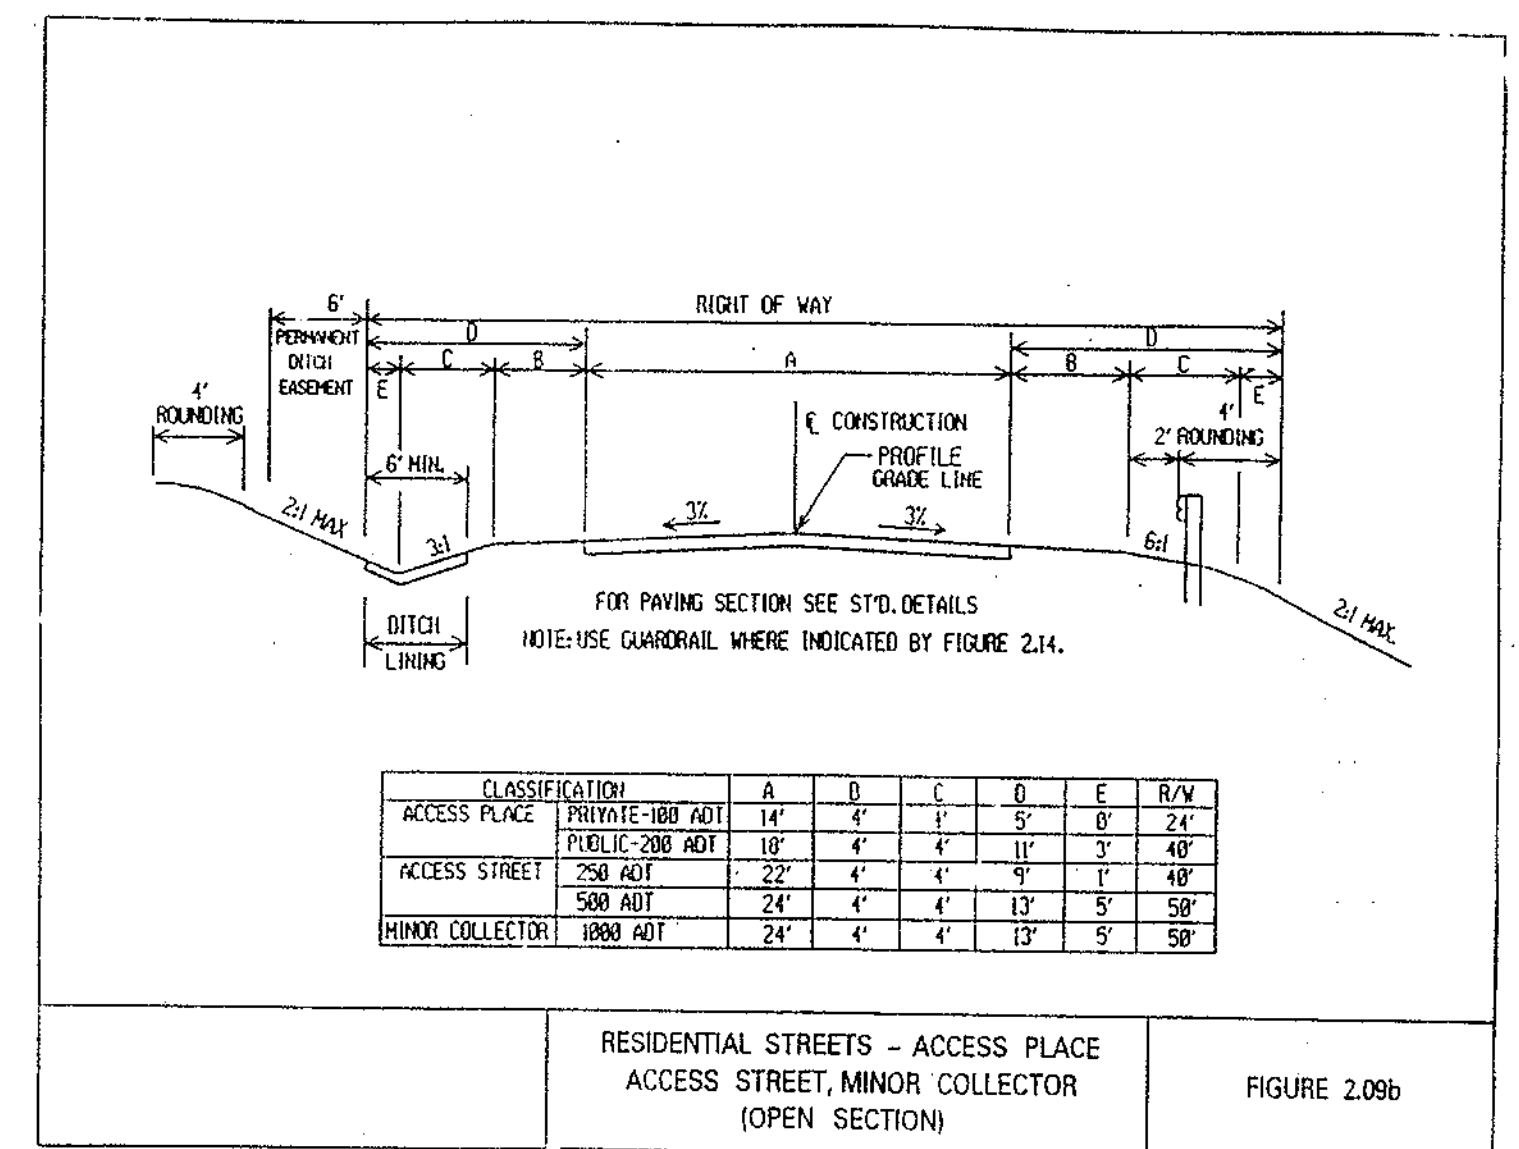 6'
RIGHT OF WAY
PERMANENT
DITCH
EASEMENT
D
D
E
C
B
A
B
C
E
4'
ROUNDING
4'
2' ROUNDING
℄ CONSTRUCTION
PROFILE
GRADE LINE
6' MIN.
2:1 MAX
3:1
3%
3%
6:1
2:1 MAX.
DITCH
LINING
FOR PAVING SECTION SEE ST'D. DETAILS
NOTE: USE GUARDRAIL WHERE INDICATED BY FIGURE 2.14.
CLASSIFICATION A B C D E R/W
ACCESS PLACE PRIVATE-100 ADT 14' 4' 5' 0' 24'
PUBLIC-200 ADT 18' 4' 4' 11' 3' 40'
ACCESS STREET 250 ADT 22' 4' 4' 9' 1' 40'
500 ADT 24' 4' 4' 13' 5' 50'
MINOR COLLECTOR 1000 ADT 24' 4' 4' 13' 5' 50'
RESIDENTIAL STREETS - ACCESS PLACE
ACCESS STREET, MINOR COLLECTOR
(OPEN SECTION)
FIGURE 2.09b